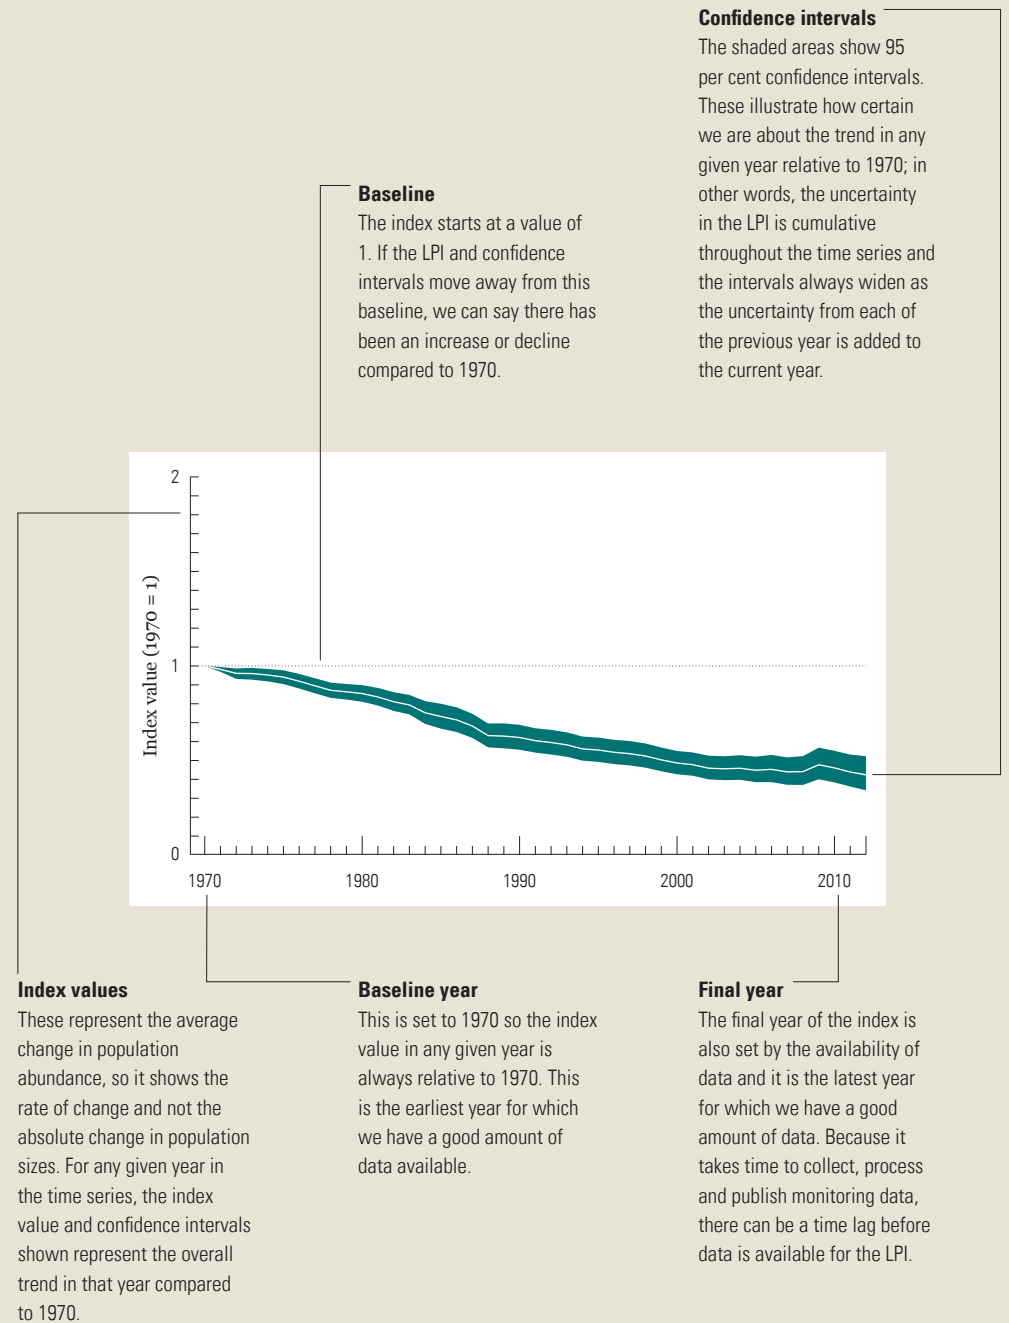 Confidence intervals
The shaded areas show 95
per cent confidence intervals.
These illustrate how certain
we are about the trend in any
given year relative to 1970; in
other words, the uncertainty
in the LPI is cumulative
throughout the time series and
the intervals always widen as
the uncertainty from each of
the previous year is added to
the current year.
Baseline
The index starts at a value of
1. If the LPI and confidence
intervals move away from this
baseline, we can say there has
been an increase or decline
compared to 1970.
Index value (1970 = 1)
2
1
0
1970
1980
1990
2000
2010
Index values
These represent the average
change in population
abundance, so it shows the
rate of change and not the
absolute change in population
sizes. For any given year in
the time series, the index
value and confidence intervals
shown represent the overall
trend in that year compared
to 1970.
Baseline year
This is set to 1970 so the index
value in any given year is
always relative to 1970. This
is the earliest year for which
we have a good amount of
data available.
Final year
The final year of the index is
also set by the availability of
data and it is the latest year
for which we have a good
amount of data. Because it
takes time to collect, process
and publish monitoring data,
there can be a time lag before
data is available for the LPI.